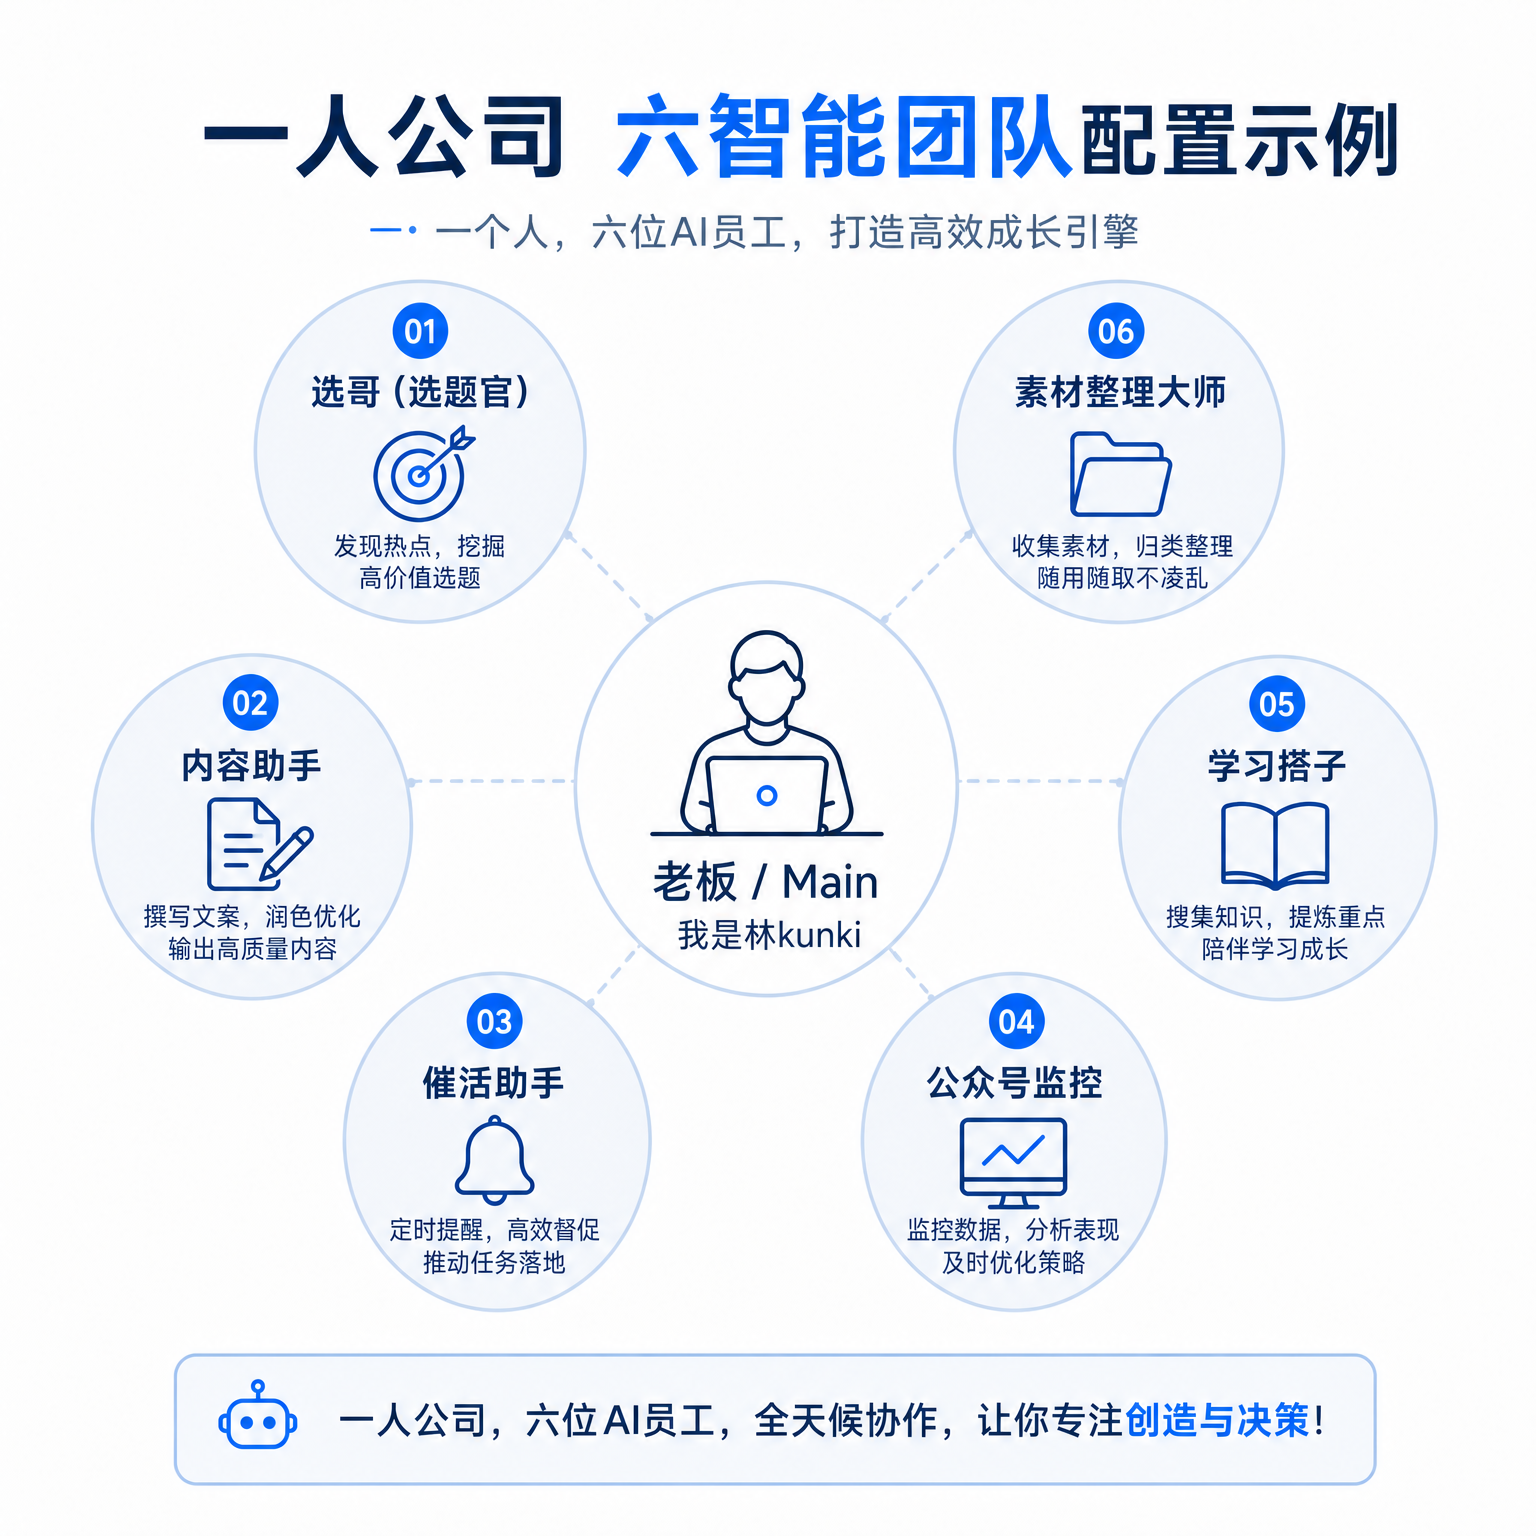 一人公司 六智能团队配置示例
一个人，六位AI员工，打造高效成长引擎
01
选哥（选题官）
发现热点，挖掘
高价值选题
06
素材整理大师
收集素材，归类整理
随用随取不凌乱
02
内容助手
撰写文案，润色优化
输出高质量内容
老板 / Main
我是林kunki
05
学习搭子
搜集知识，提炼重点
陪伴学习成长
03
催活助手
定时提醒，高效督促
推动任务落地
04
公众号监控
监控数据，分析表现
及时优化策略
一人公司，六位AI员工，全天候协作，让你专注创造与决策！